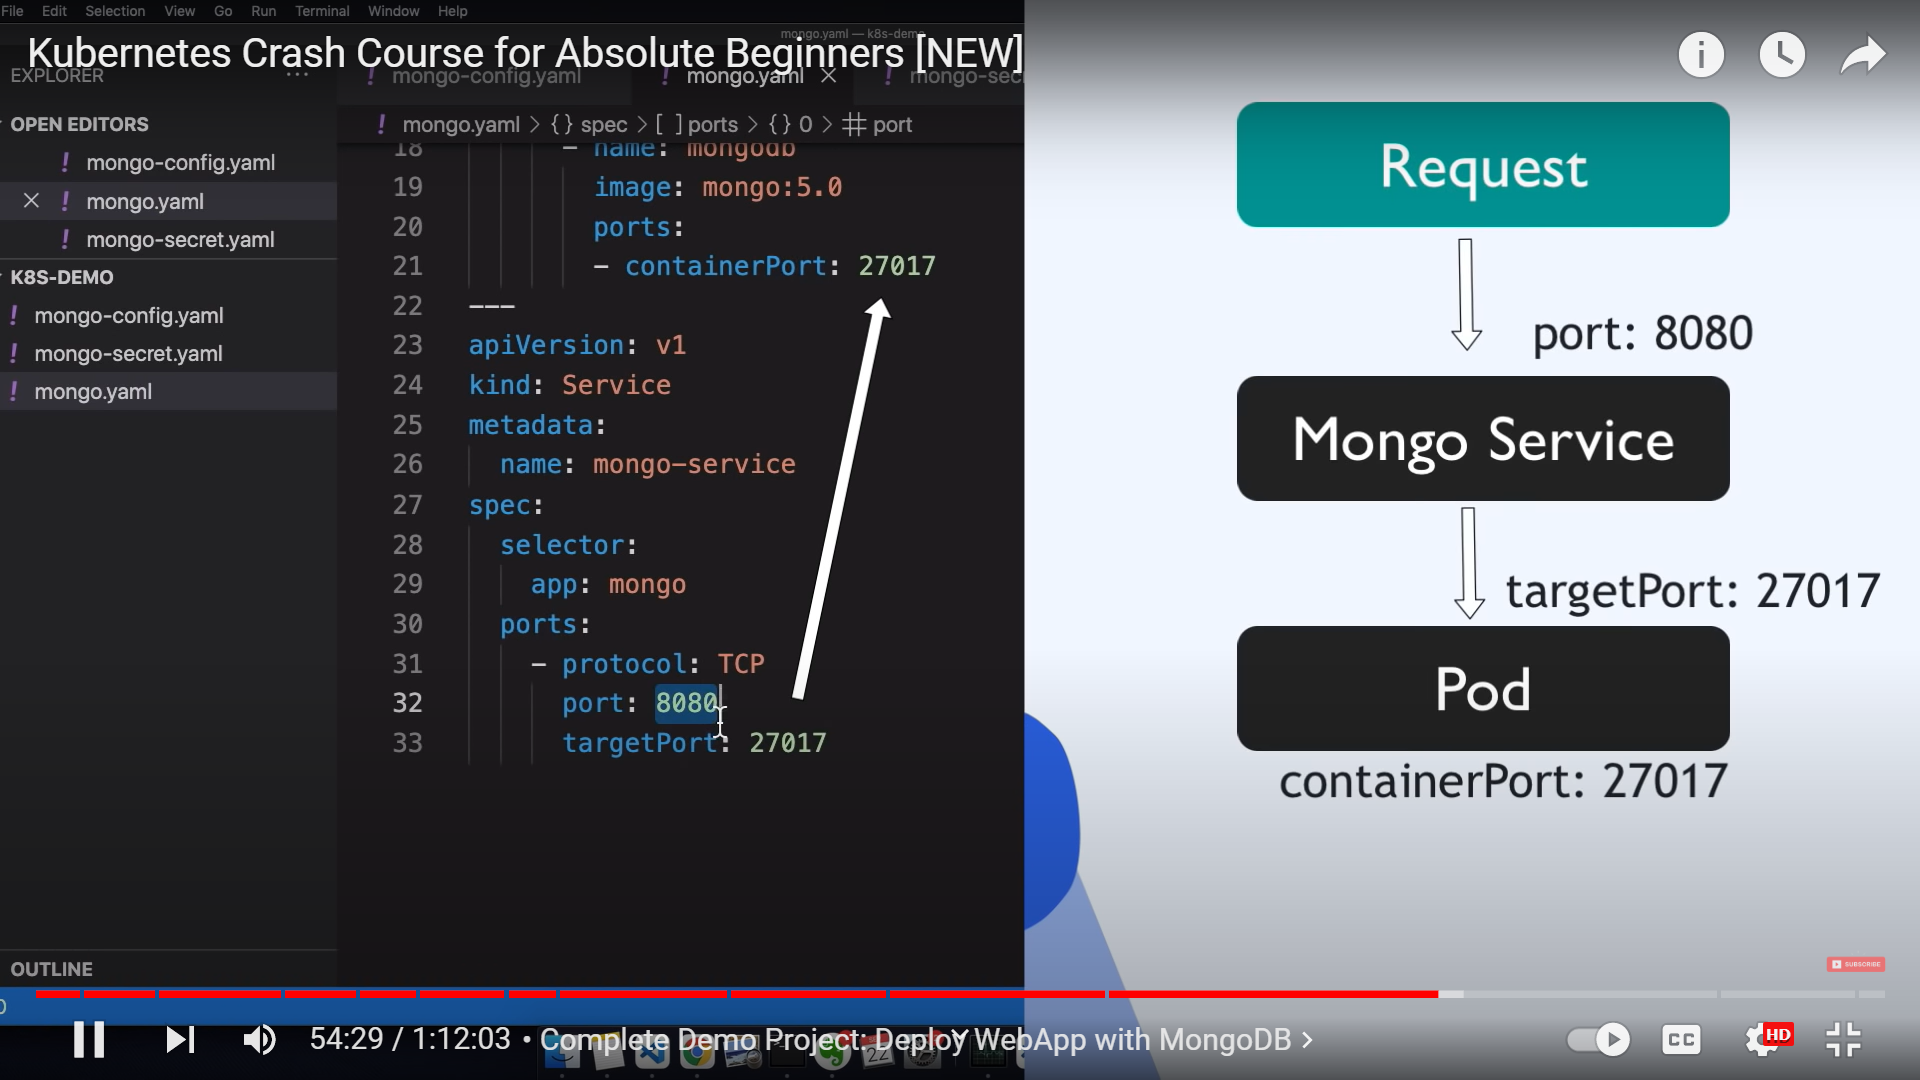 File Edit Selection View Go Run Terminal Window Help
mongo.yaml — k8s-demo
Kubernetes Crash Course for Absolute Beginners [NEW]
EXPLORER
mongo-config.yaml
mongo.yaml
mongo-sec
OPEN EDITORS
mongo-config.yaml
mongo.yaml
mongo-secret.yaml
K8S-DEMO
mongo-config.yaml
mongo-secret.yaml
mongo.yaml
OUTLINE
! mongo.yaml > {} spec > [ ] ports > {} 0 > # port
18 - name: mongodb
19 image: mongo:5.0
20 ports:
21 - containerPort: 27017
22 ---
23 apiVersion: v1
24 kind: Service
25 metadata:
26 name: mongo-service
27 spec:
28 selector:
29 app: mongo
30 ports:
31 - protocol: TCP
32 port: 8080
33 targetPort: 27017
Request
port: 8080
Mongo Service
targetPort: 27017
Pod
containerPort: 27017
SUBSCRIBE
0
54:29 / 1:12:03 • Complete Demo Project: Deploy WebApp with MongoDB >
22
CC
HD